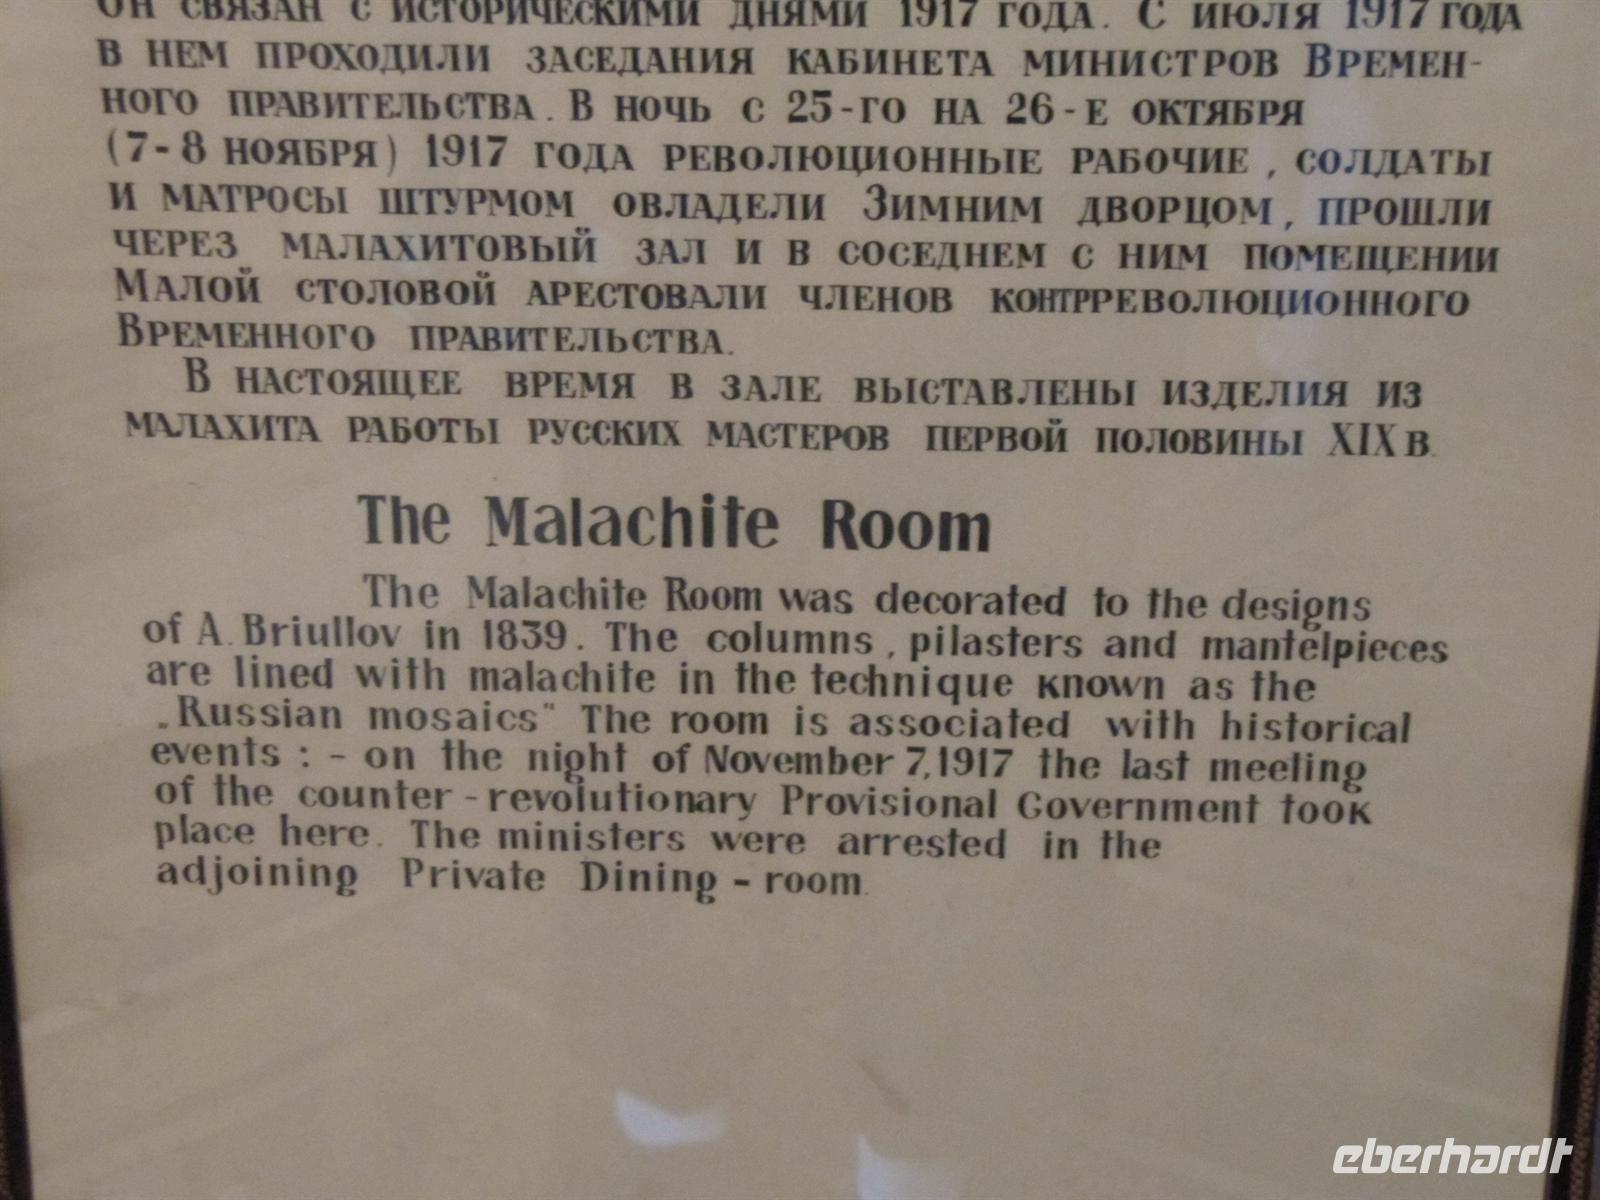 Он связан с историческими днями 1917 года. С июля 1917 года
в нем проходили заседания кабинета министров Времен-
ного правительства. В ночь с 25-го на 26-е октября
(7-8 ноября) 1917 года революционные рабочие, солдаты
и матросы штурмом овладели Зимним дворцом, прошли
через Малахитовый зал и в соседнем с ним помещении
Малой столовой арестовали членов контрреволюционного
Временного правительства.
В настоящее время в зале выставлены изделия из
малахита работы русских мастеров первой половины XIX в.
The Malachite Room
The Malachite Room was decorated to the designs
of A. Briullov in 1839. The columns, pilasters and mantelpieces
are lined with malachite in the technique known as the
„Russian mosaics" The room is associated with historical
events : - on the night of November 7, 1917 the last meeting
of the counter-revolutionary Provisional Government took
place here. The ministers were arrested in the
adjoining Private Dining-room.
eberhardt